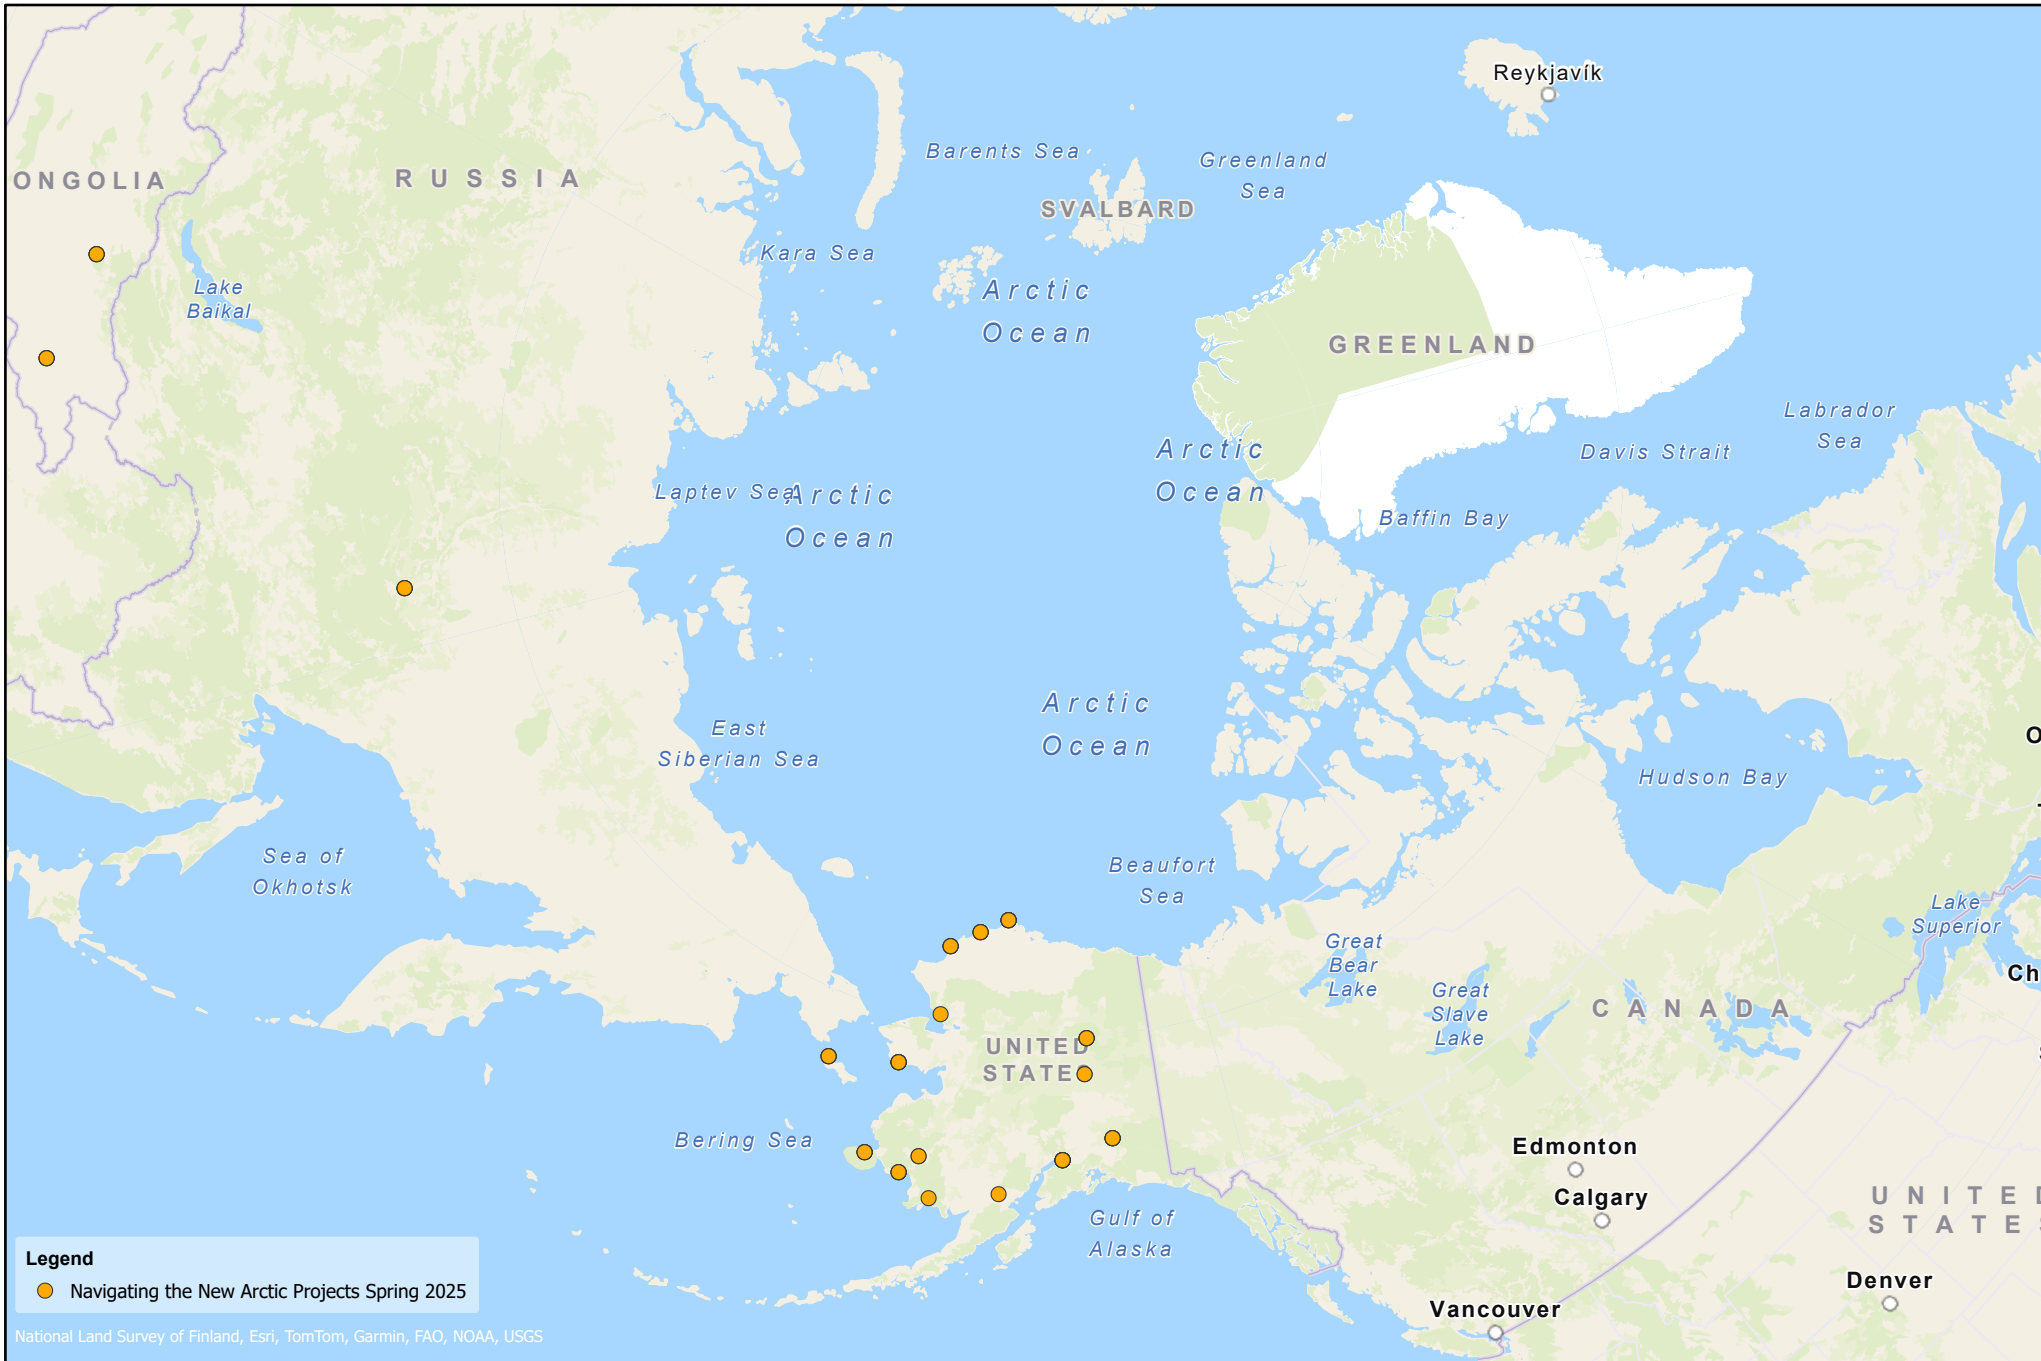 Reykjavík
Barents Sea
Greenland
Sea
ONGOLIA
RUSSIA
SVALBARD
Kara Sea
Lake
Baikal
Arctic
Ocean
GREENLAND
Labrador
Sea
Davis Strait
Arctic
Ocean
Laptev Sea
Arctic
Ocean
Baffin Bay
Arctic
Ocean
East
Siberian Sea
O
Hudson Bay
Sea of
Okhotsk
Beaufort
Sea
Lake
Superior
Great
Bear
Lake
Great
Slave
Lake
Ch
CANADA
UNITED
STATE
Bering Sea
Edmonton
Calgary
UNITED
STATES
Gulf of
Alaska
Denver
Vancouver
Legend
Navigating the New Arctic Projects Spring 2025
National Land Survey of Finland, Esri, TomTom, Garmin, FAO, NOAA, USGS